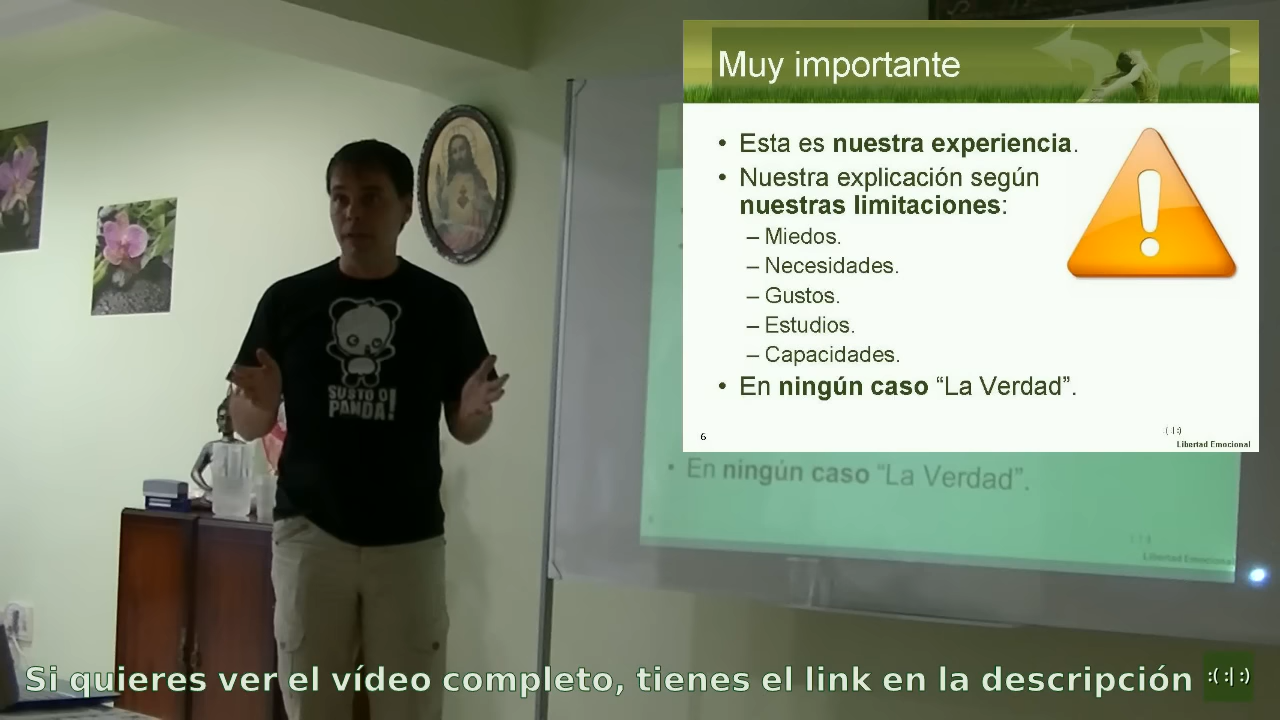 Muy importante
• Esta es nuestra experiencia.
• Nuestra explicación según
nuestras limitaciones:
– Miedos.
– Necesidades.
– Gustos.
– Estudios.
– Capacidades.
• En ningún caso “La Verdad”.
6
:( :| :)
Libertad Emocional
SUSTO O
PANDA!
• En ningún caso “La Verdad”.
Libertad Emocional
Si quieres ver el vídeo completo, tienes el link en la descripción :( :| :)